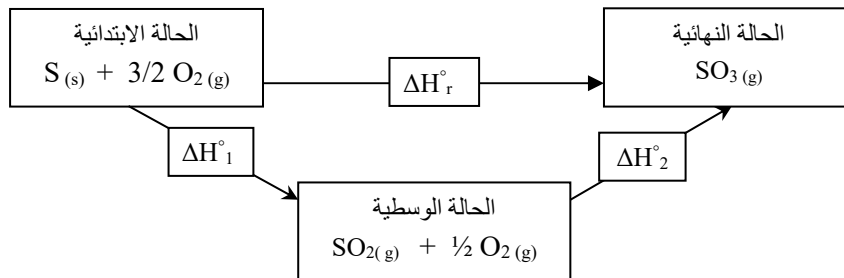 الحالة الابتدائية
S (s) + 3/2 O2 (g)
ΔH°r
الحالة النهائية
SO3 (g)
ΔH°1
ΔH°2
الحالة الوسطية
SO2( g) + ½ O2 (g)